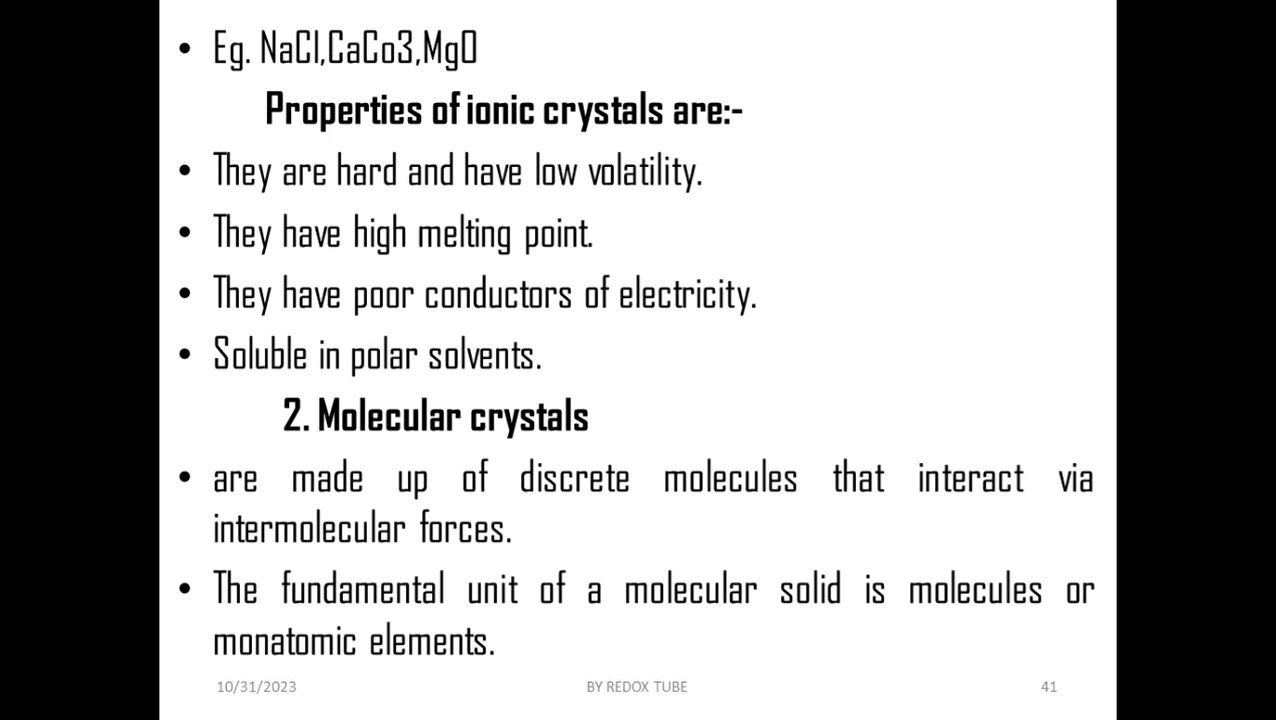 • Eg. NaCl,CaCo3,MgO
Properties of ionic crystals are:-
• They are hard and have low volatility.
• They have high melting point.
• They have poor conductors of electricity.
• Soluble in polar solvents.
2. Molecular crystals
• are made up of discrete molecules that interact via
intermolecular forces.
• The fundamental unit of a molecular solid is molecules or
monatomic elements.
10/31/2023 BY REDOX TUBE 41